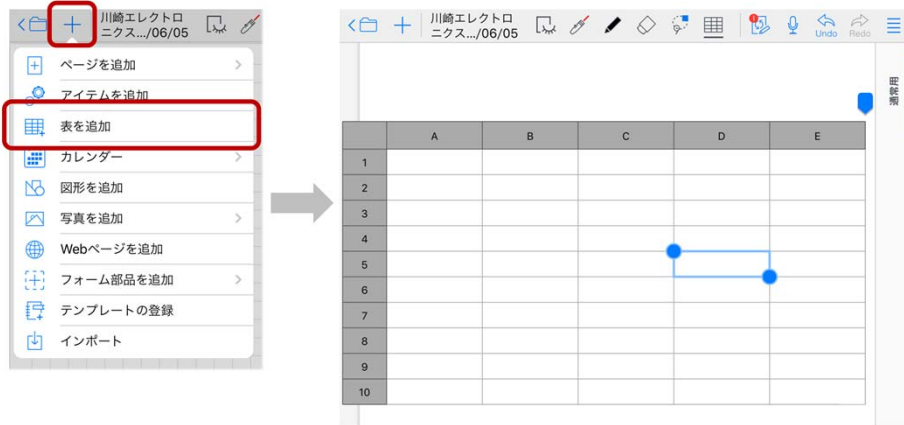 川崎エレクトロ
ニクス.../06/05
ページを追加
アイテムを追加
表を追加
カレンダー
図形を追加
写真を追加
Webページを追加
フォーム部品を追加
テンプレートの登録
インポート
川崎エレクトロ
ニクス.../06/05
Undo
Redo
通常用
A B C D E
1
2
3
4
5
6
7
8
9
10